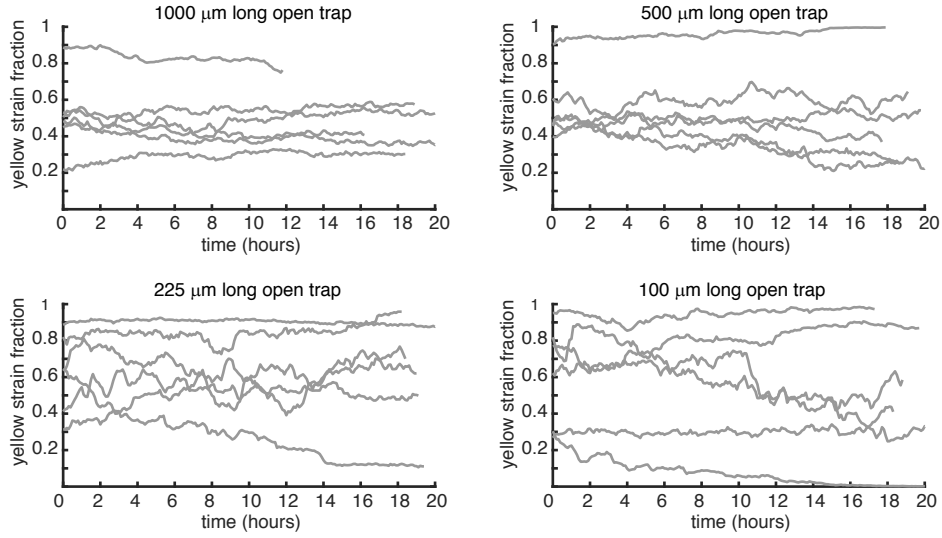 1000 μm long open trap
yellow strain fraction
1
0.8
0.6
0.4
0.2
0 2 4 6 8 10 12 14 16 18 20
time (hours)
500 μm long open trap
yellow strain fraction
1
0.8
0.6
0.4
0.2
0 2 4 6 8 10 12 14 16 18 20
time (hours)
225 μm long open trap
yellow strain fraction
1
0.8
0.6
0.4
0.2
0 2 4 6 8 10 12 14 16 18 20
time (hours)
100 μm long open trap
yellow strain fraction
1
0.8
0.6
0.4
0.2
0 2 4 6 8 10 12 14 16 18 20
time (hours)